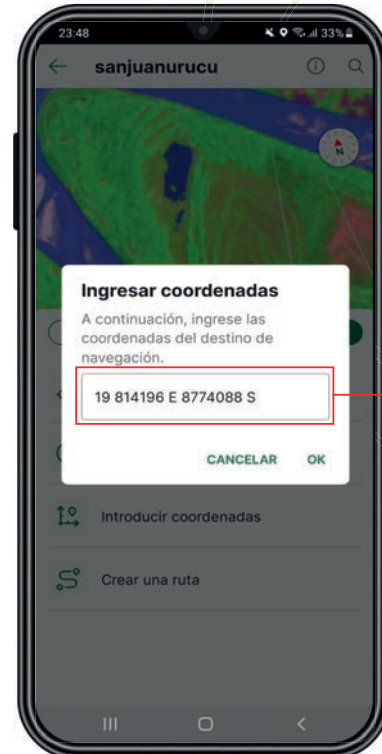 23:48
33%
sanjuanurucu
N
Ingresar coordenadas
A continuación, ingrese las
coordenadas del destino de
navegación.
19 814196 E 8774088 S
CANCELAR OK
Introducir coordenadas
Crear una ruta